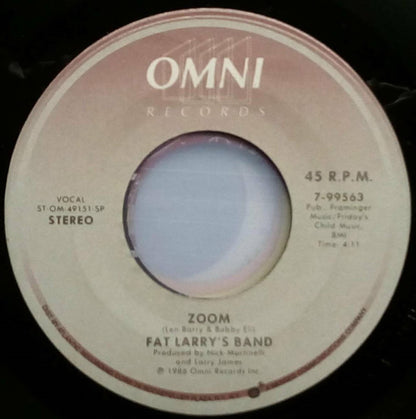 OMNI
RECORDS
VOCAL
ST-OM-49151-SP
STEREO
45 R.P.M.
7-99563
Pub., Framinger
Music/Friday's
Child Music,
BMI
Time: 4:11
ZOOM
(Len Barry & Bobby Eli)
FAT LARRY'S BAND
Produced by Nick Martinelli
and Larry James
℗ 1986 Omni Records Inc.